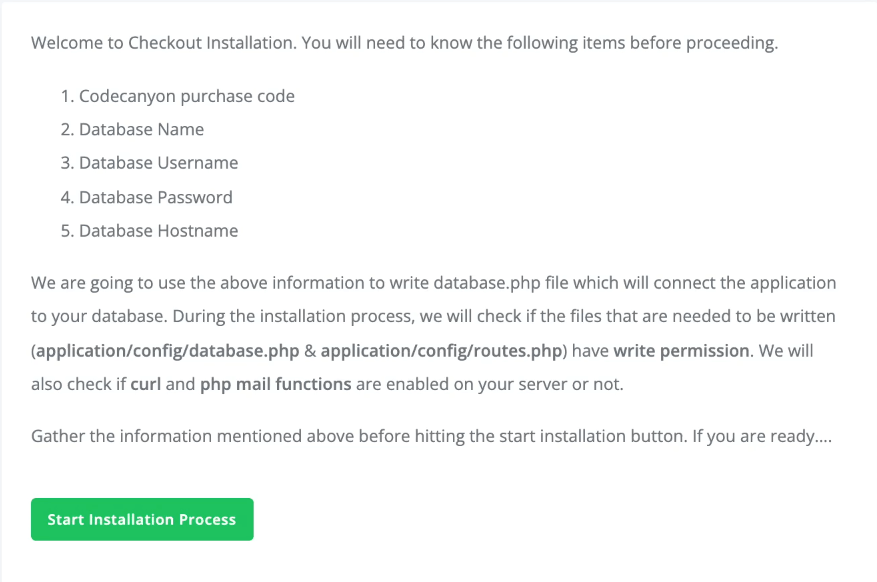 Welcome to Checkout Installation. You will need to know the following items before proceeding.
1. Codecanyon purchase code
2. Database Name
3. Database Username
4. Database Password
5. Database Hostname
We are going to use the above information to write database.php file which will connect the application
to your database. During the installation process, we will check if the files that are needed to be written
(application/config/database.php & application/config/routes.php) have write permission. We will
also check if curl and php mail functions are enabled on your server or not.
Gather the information mentioned above before hitting the start installation button. If you are ready....
Start Installation Process